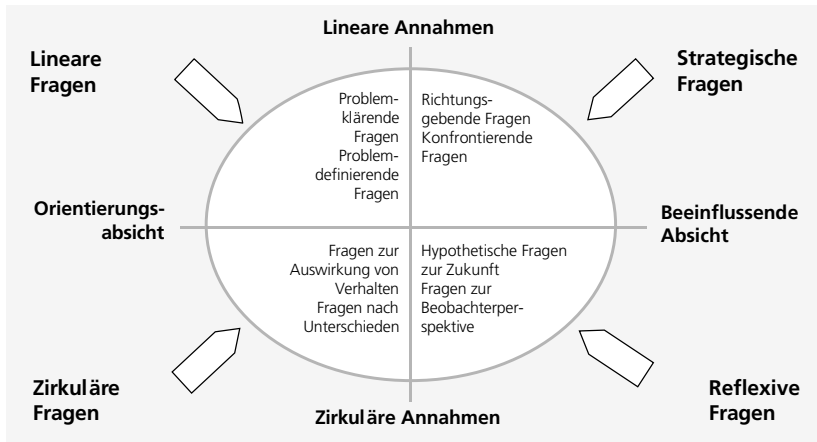 Lineare Annahmen
Lineare
Fragen
Strategische
Fragen
Problem-
klärende
Fragen
Problem-
definierende
Fragen
Richtungs-
gebende Fragen
Konfrontierende
Fragen
Orientierungs-
absicht
Beeinflussende
Absicht
Fragen zur
Auswirkung von
Verhalten
Fragen nach
Unterschieden
Hypothetische Fragen
zur Zukunft
Fragen zur
Beobachterper-
spektive
Zirkuläre
Fragen
Reflexive
Fragen
Zirkuläre Annahmen